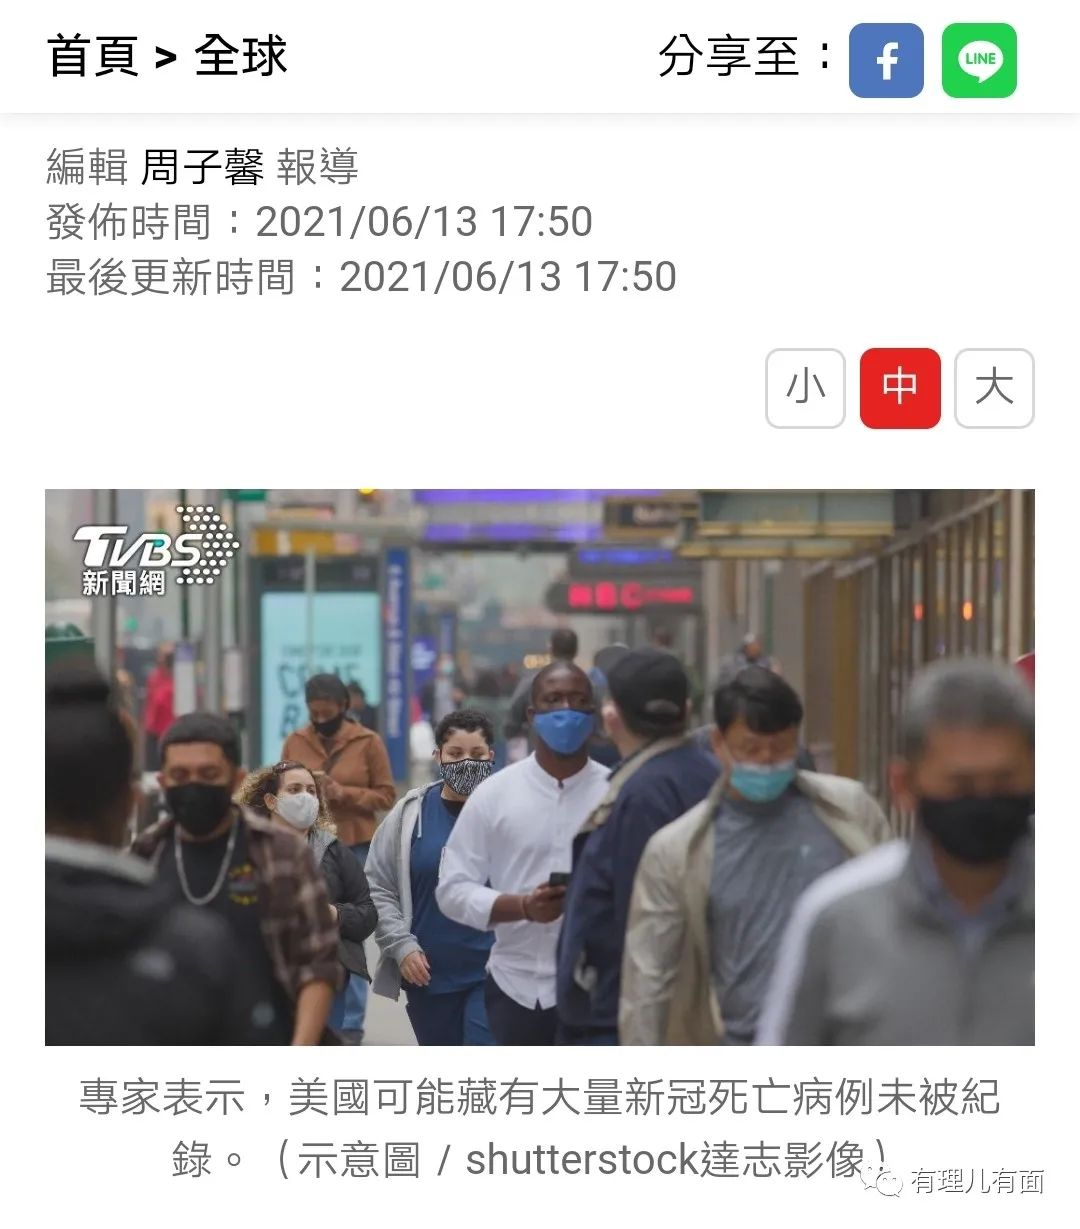 首頁 > 全球
分享至：
LINE
編輯 周子馨 報導
發佈時間：2021/06/13 17:50
最後更新時間：2021/06/13 17:50
小 中 大
TVBS
新聞網
專家表示，美國可能藏有大量新冠死亡病例未被紀
錄。（示意圖 / shutterstock達志影像）
有理儿有面